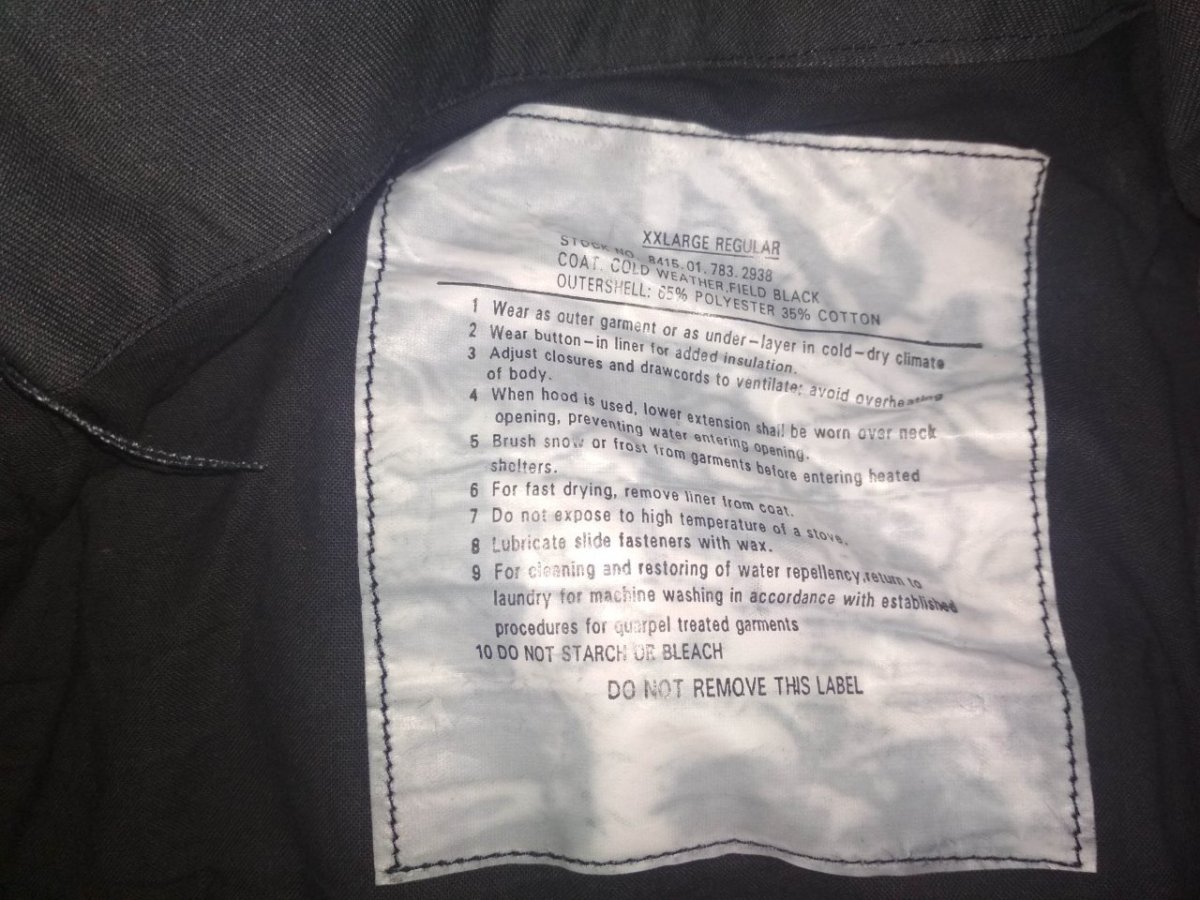 XXLARGE REGULAR
STOCK NO. 8415.01.783.2938
COAT. COLD WEATHER,FIELD BLACK
OUTERSHELL: 65% POLYESTER 35% COTTON
1 Wear as outer garment or as under-layer in cold-dry climate
2 Wear button-in liner for added insulation.
3 Adjust closures and drawcords to ventilate; avoid overheating
of body.
4 When hood is used, lower extension shall be worn over neck
opening, preventing water entering opening.
5 Brush snow or frost from garments before entering heated
shelters.
6 For fast drying, remove liner from coat.
7 Do not expose to high temperature of a stove.
8 Lubricate slide fasteners with wax.
9 For cleaning and restoring of water repellency,return to
laundry for machine washing in accordance with established
procedures for quarpel treated garments
10 DO NOT STARCH OR BLEACH
DO NOT REMOVE THIS LABEL